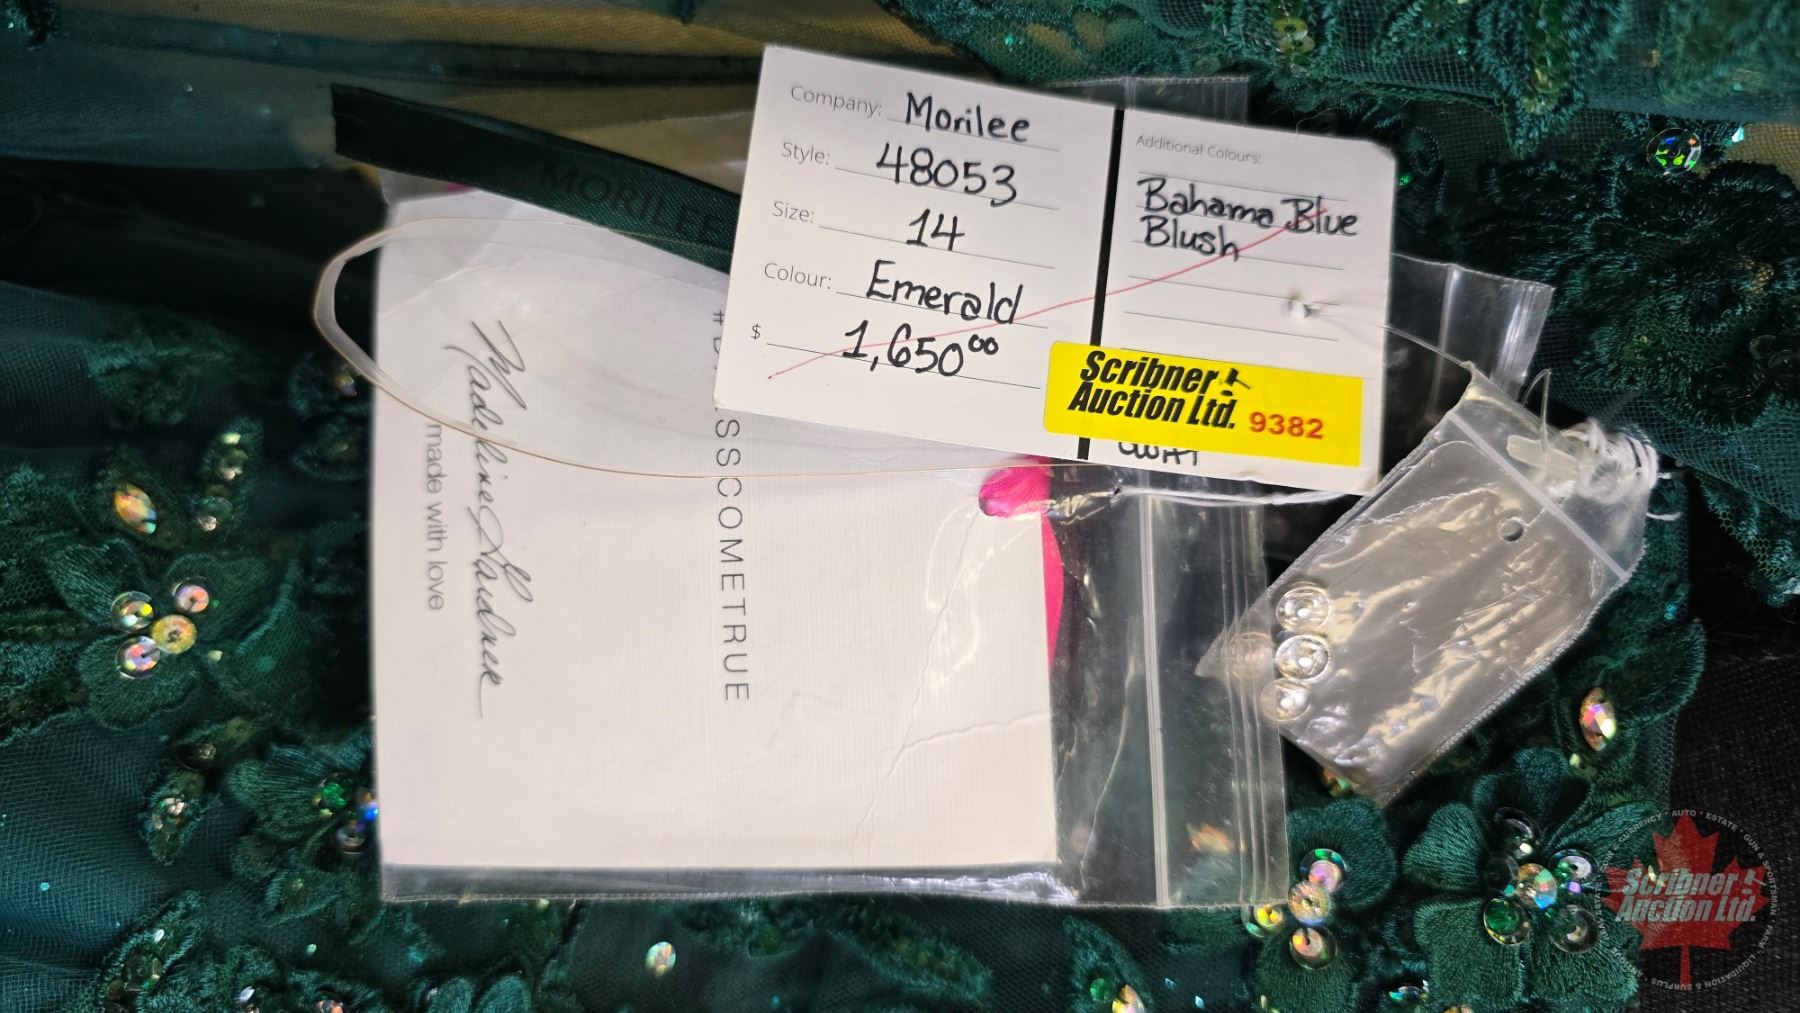 Company: Morilee
Style: 48053
Size: 14
Colour: Emerald
$ 1,650.00
Additional Colours:
Bahama Blue
Blush
Scribner!
Auction Ltd. 9382
MORILEE
Madeline Gardner
made with love
SSCOMETRUE
Scribner!
Auction Ltd.